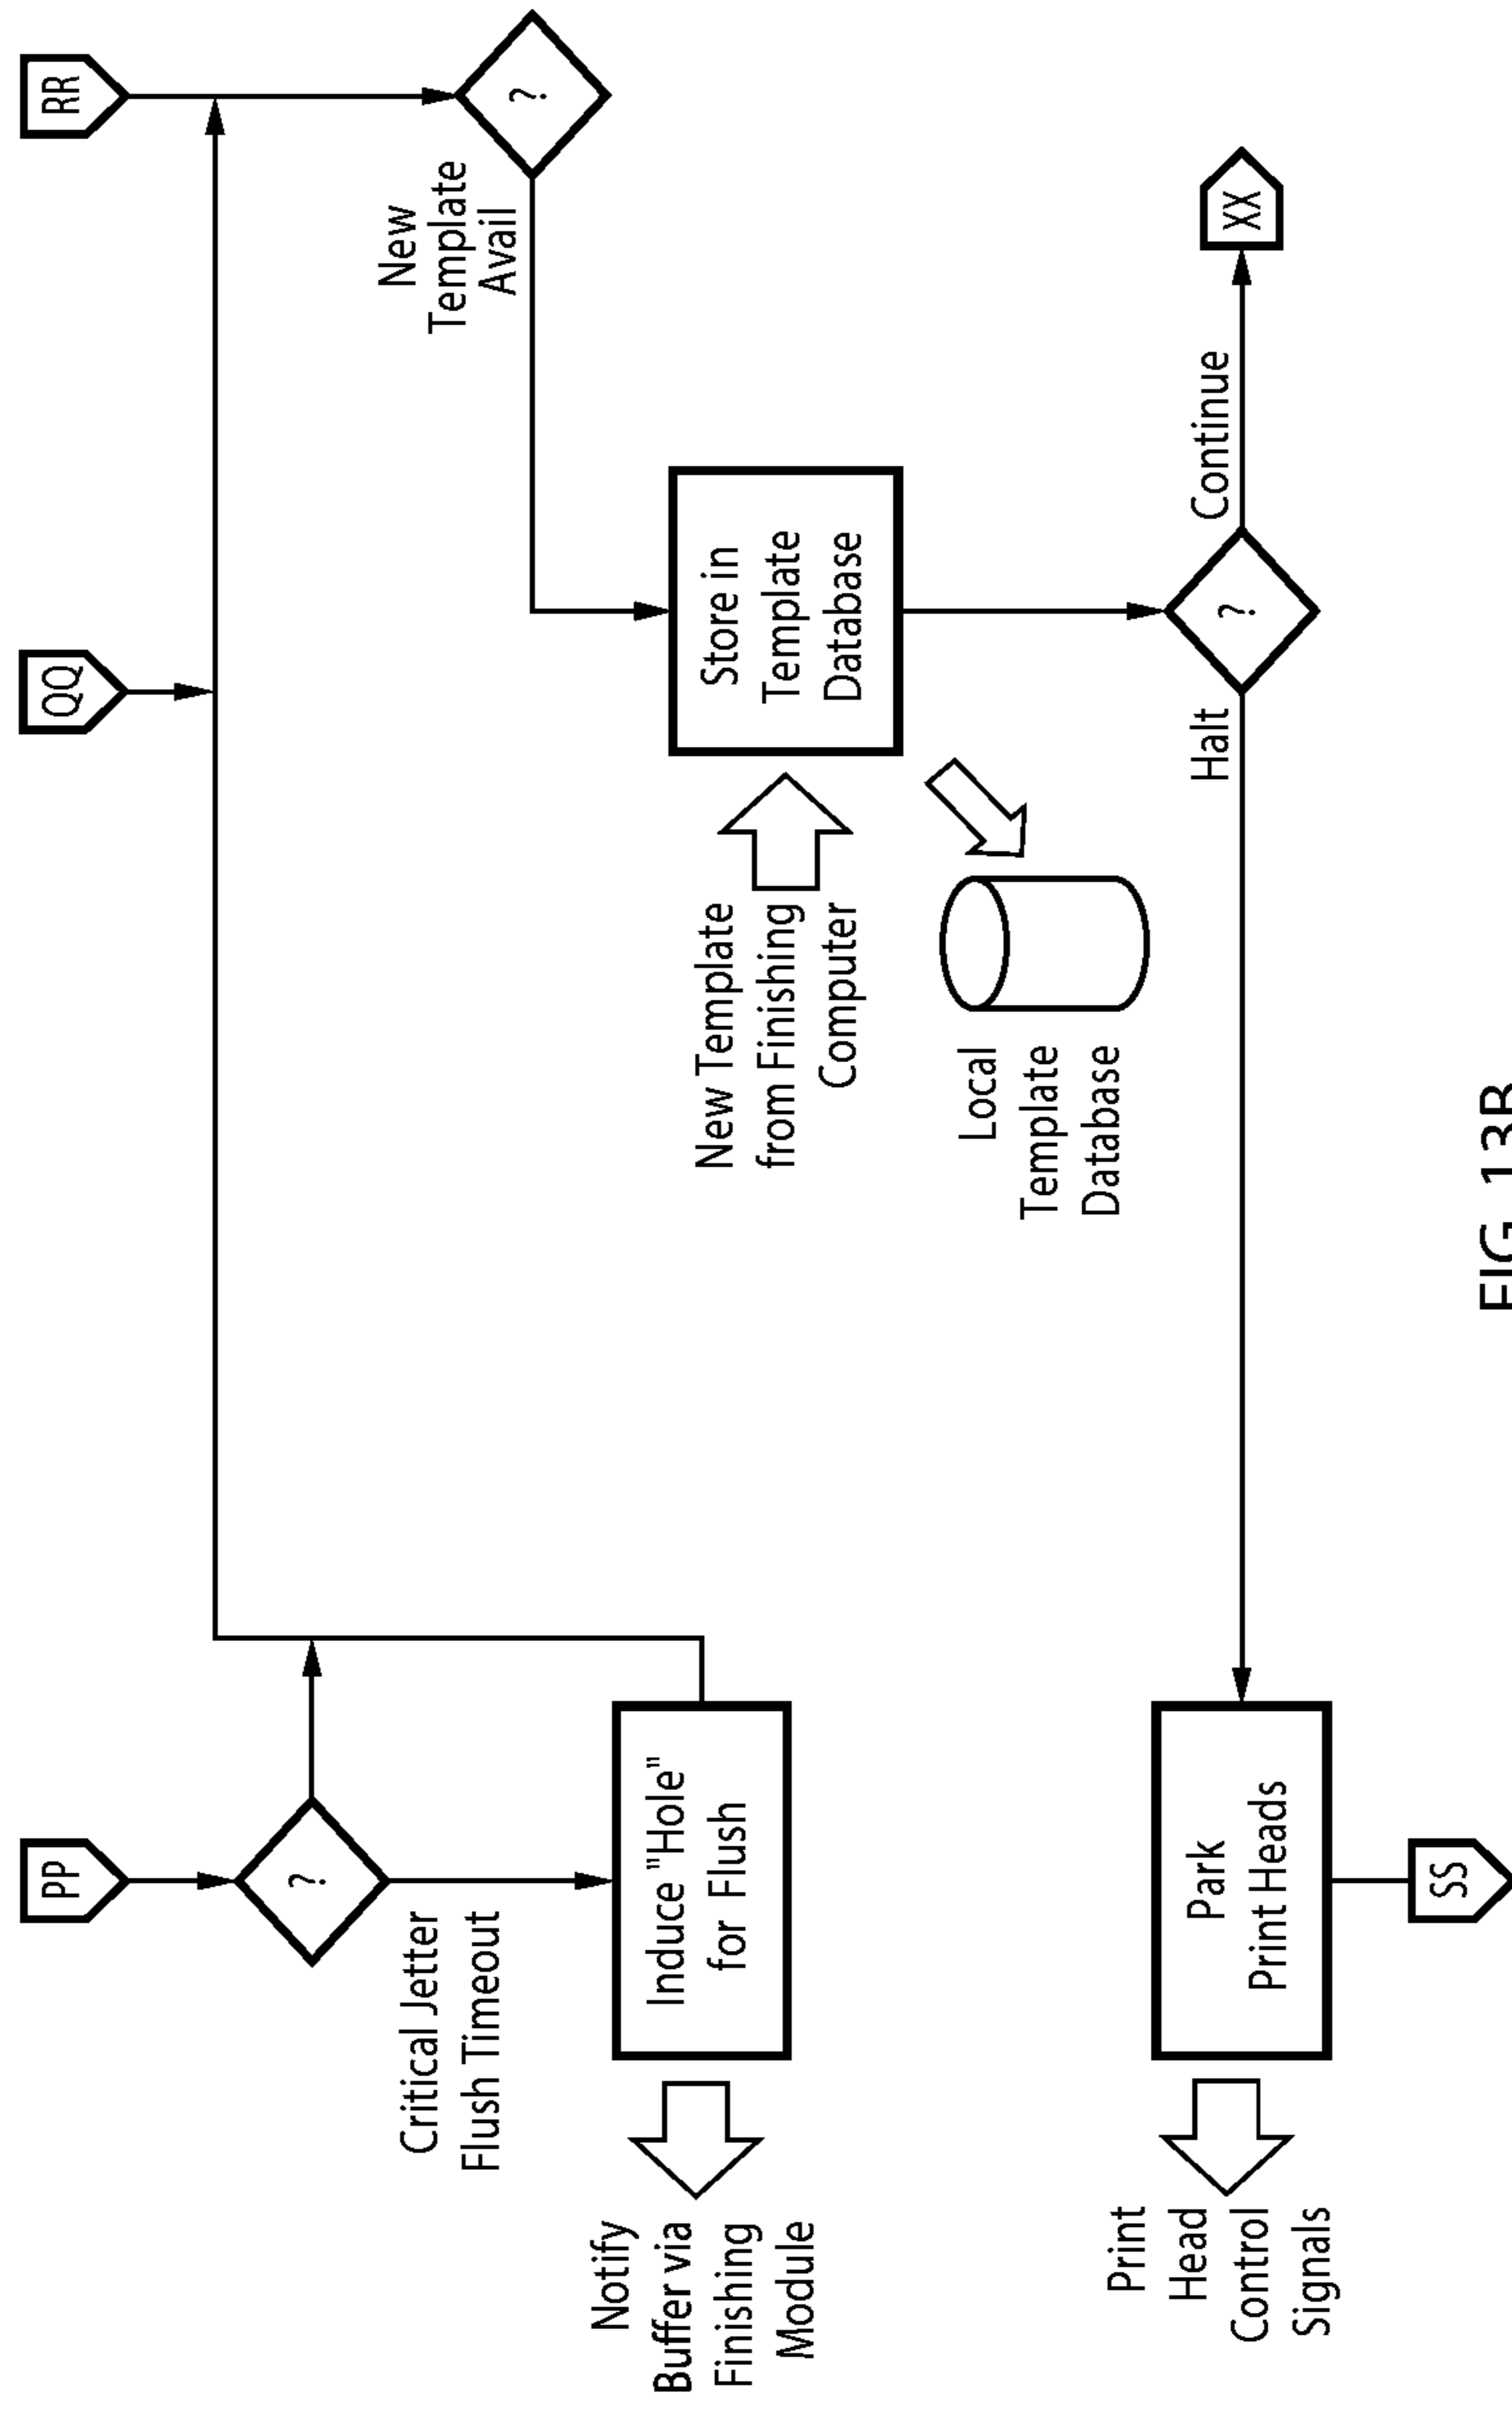 PP
QQ
RR
?
Critical Jetter
Flush Timeout
?
New
Template
Avail
Notify
Buffer via
Finishing
Module
Induce "Hole"
for Flush
New Template
from Finishing
Computer
Store in
Template
Database
Local
Template
Database
Print
Head
Control
Signals
Park
Print Heads
Halt
?
Continue
XX
SS
FIG. 13B